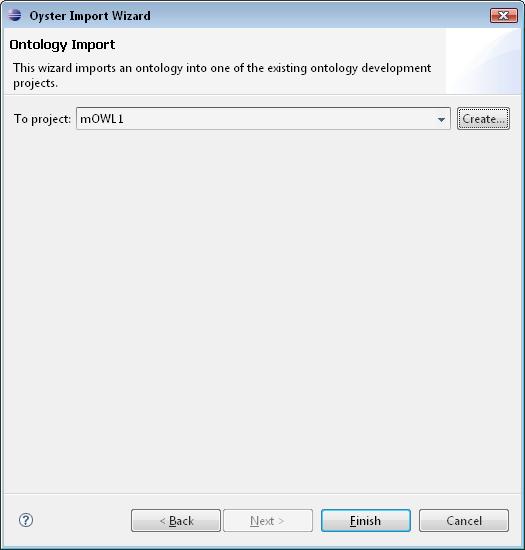 Oyster Import Wizard
Ontology Import
This wizard imports an ontology into one of the existing ontology development
projects.
To project: mOWL1 Create...
< Back Next > Finish Cancel